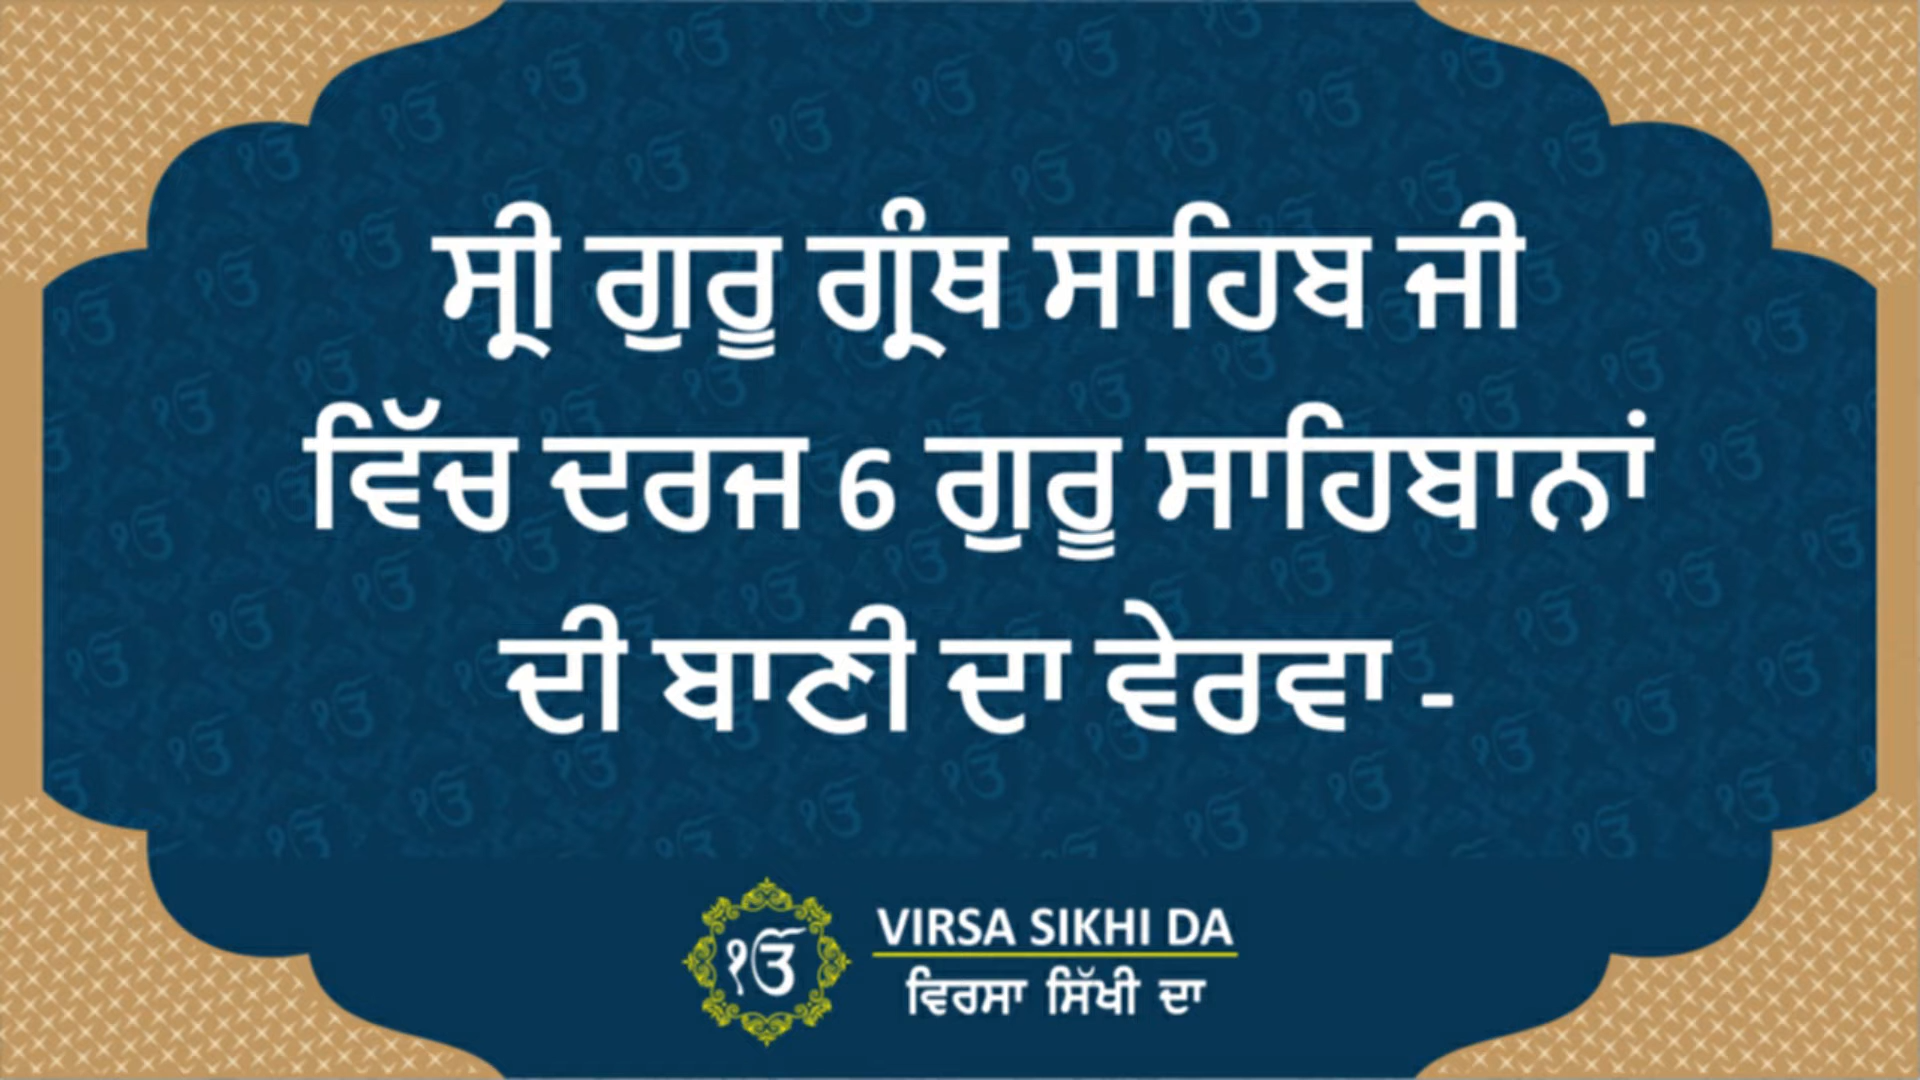 ਸ੍ਰੀ ਗੁਰੂ ਗ੍ਰੰਥ ਸਾਹਿਬ ਜੀ
ਵਿੱਚ ਦਰਜ 6 ਗੁਰੂ ਸਾਹਿਬਾਨਾਂ
ਦੀ ਬਾਣੀ ਦਾ ਵੇਰਵਾ -
ੴ
VIRSA SIKHI DA
ਵਿਰਸਾ ਸਿੱਖੀ ਦਾ